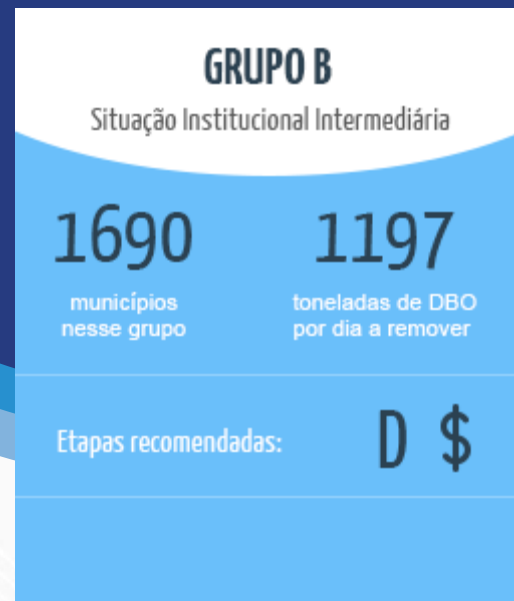 GRUPO B
Situação Institucional Intermediária
1690
municípios
nesse grupo
1197
toneladas de DBO
por dia a remover
Etapas recomendadas:
D $